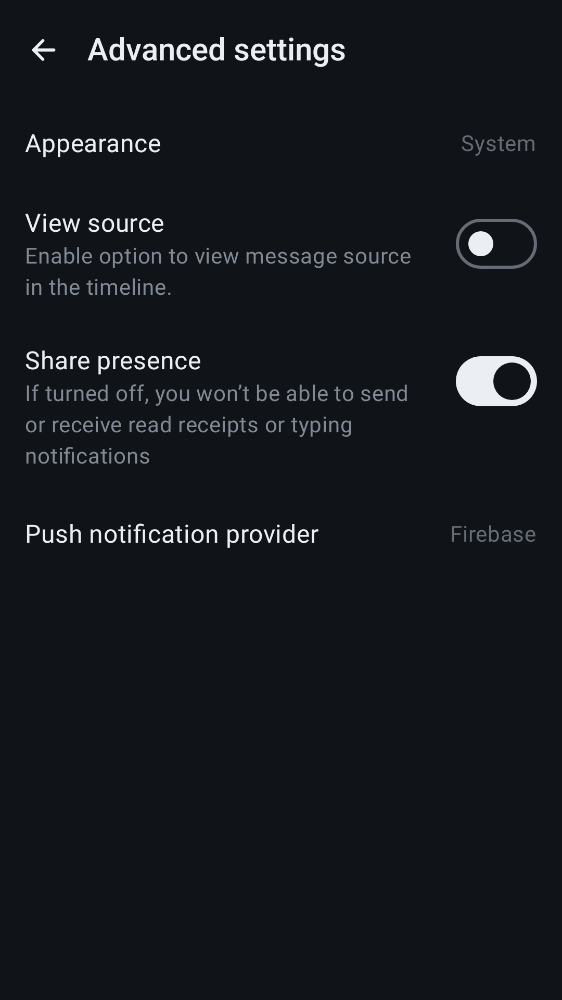 Advanced settings
Appearance
System
View source
Enable option to view message source
in the timeline.
Share presence
If turned off, you won’t be able to send
or receive read receipts or typing
notifications
Push notification provider
Firebase